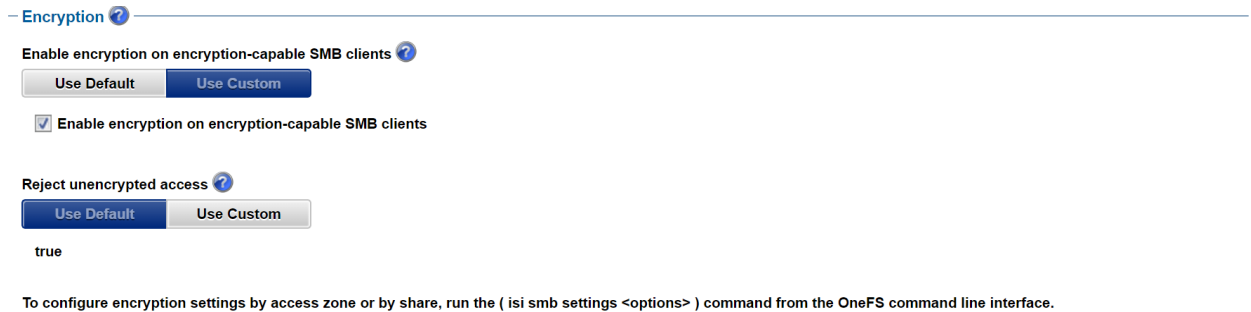 Encryption
Enable encryption on encryption-capable SMB clients
Use Default Use Custom
Enable encryption on encryption-capable SMB clients
Reject unencrypted access
Use Default Use Custom
true
To configure encryption settings by access zone or by share, run the ( isi smb settings <options> ) command from the OneFS command line interface.